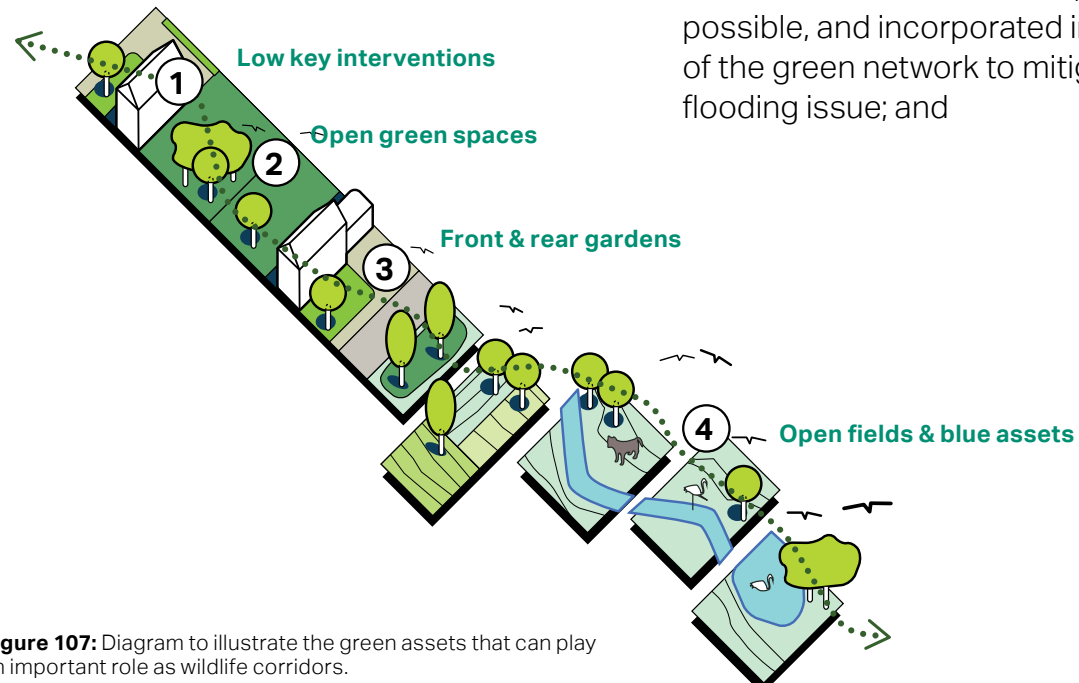 possible, and incorporated i
of the green network to mitig
flooding issue; and
1
Low key interventions
Open green spaces
2
Front & rear gardens
3
4
Open fields & blue assets
gure 107: Diagram to illustrate the green assets that can play
n important role as wildlife corridors.